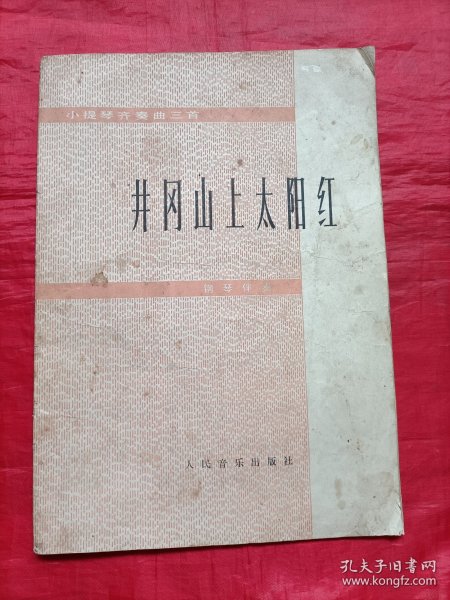 小提琴齐奏曲三首
井冈山上太阳红
钢琴伴奏
人民音乐出版社
孔夫子旧书网
www.kongfz.com